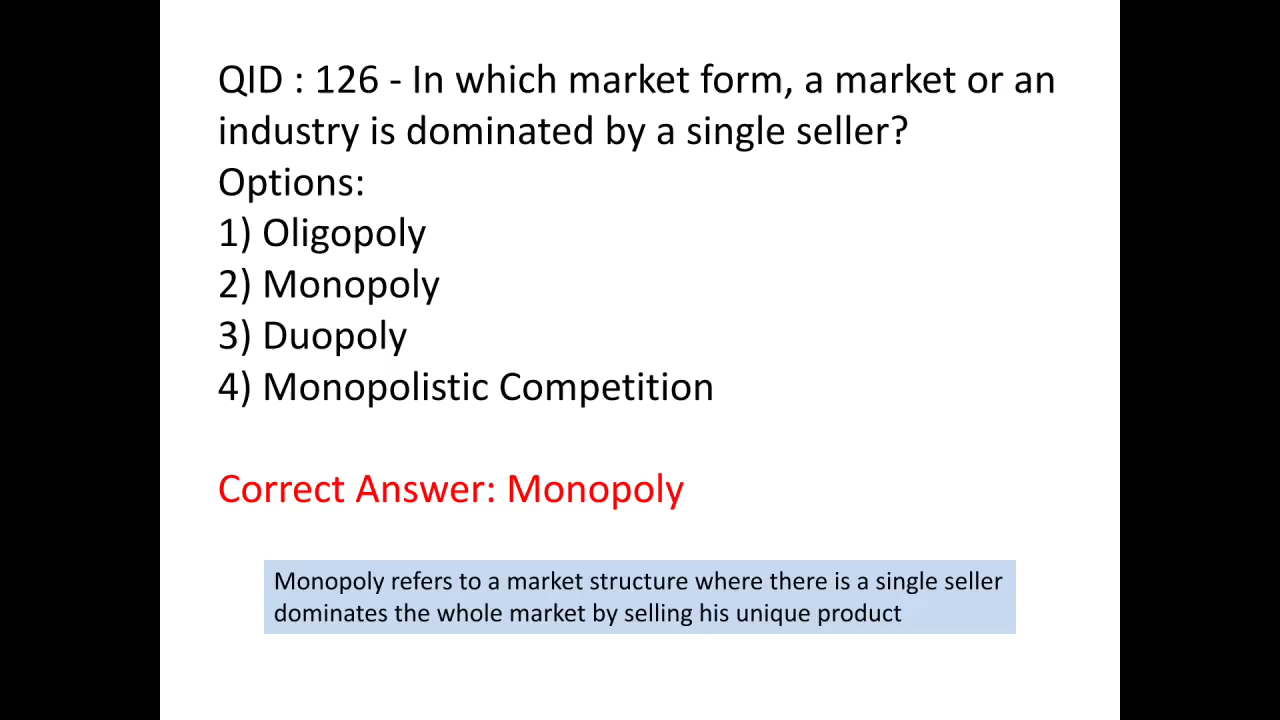 QID : 126 - In which market form, a market or an
industry is dominated by a single seller?
Options:
1) Oligopoly
2) Monopoly
3) Duopoly
4) Monopolistic Competition
Correct Answer: Monopoly
Monopoly refers to a market structure where there is a single seller
dominates the whole market by selling his unique product